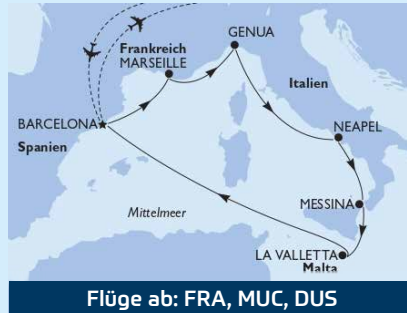 GENUA
Frankreich
MARSEILLE
Italien
BARCELONA
Spanien
NEAPEL
MESSINA
Mittelmeer
LA VALLETTA
Malta
Flüge ab: FRA, MUC, DUS